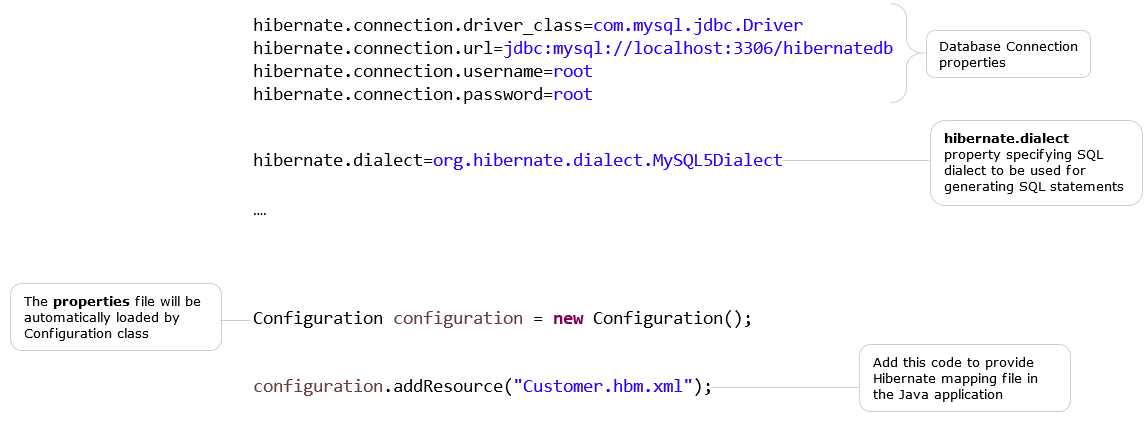 hibernate.connection.driver_class=com.mysql.jdbc.Driver
hibernate.connection.url=jdbc:mysql://localhost:3306/hibernatedb
hibernate.connection.username=root
hibernate.connection.password=root
Database Connection
properties
hibernate.dialect=org.hibernate.dialect.MySQL5Dialect
hibernate.dialect
property specifying SQL
dialect to be used for
generating SQL statements
....
The properties file will be
automatically loaded by
Configuration class
Configuration configuration = new Configuration();
configuration.addResource("Customer.hbm.xml");
Add this code to provide
Hibernate mapping file in
the Java application